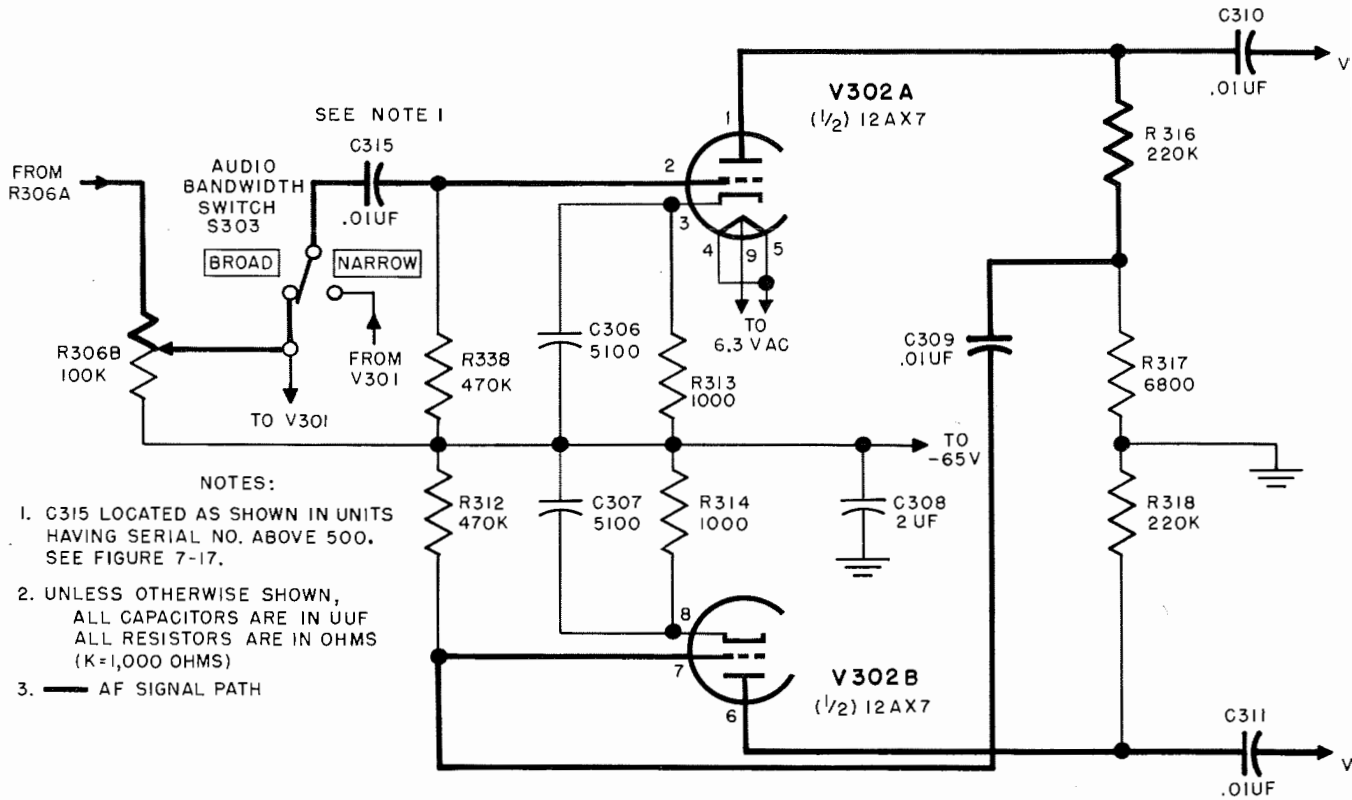 C310
.01UF
V
V302A
(1/2) 12AX7
1
SEE NOTE 1
C315
.01UF
AUDIO
BANDWIDTH
SWITCH
S303
FROM
R306A
BROAD
NARROW
2
3
4
9
5
TO
6.3 VAC
R316
220K
R306B
100K
FROM
V301
TO V301
R338
470K
C306
5100
R313
1000
C309
.01UF
R317
6800
TO
-65V
R312
470K
C307
5100
R314
1000
C308
2 UF
R318
220K
NOTES:
1. C315 LOCATED AS SHOWN IN UNITS
HAVING SERIAL NO. ABOVE 500.
SEE FIGURE 7-17.
2. UNLESS OTHERWISE SHOWN,
ALL CAPACITORS ARE IN UUF
ALL RESISTORS ARE IN OHMS
(K=1,000 OHMS)
3. AF SIGNAL PATH
8
7
6
V302B
(1/2) 12AX7
C311
.01UF
V